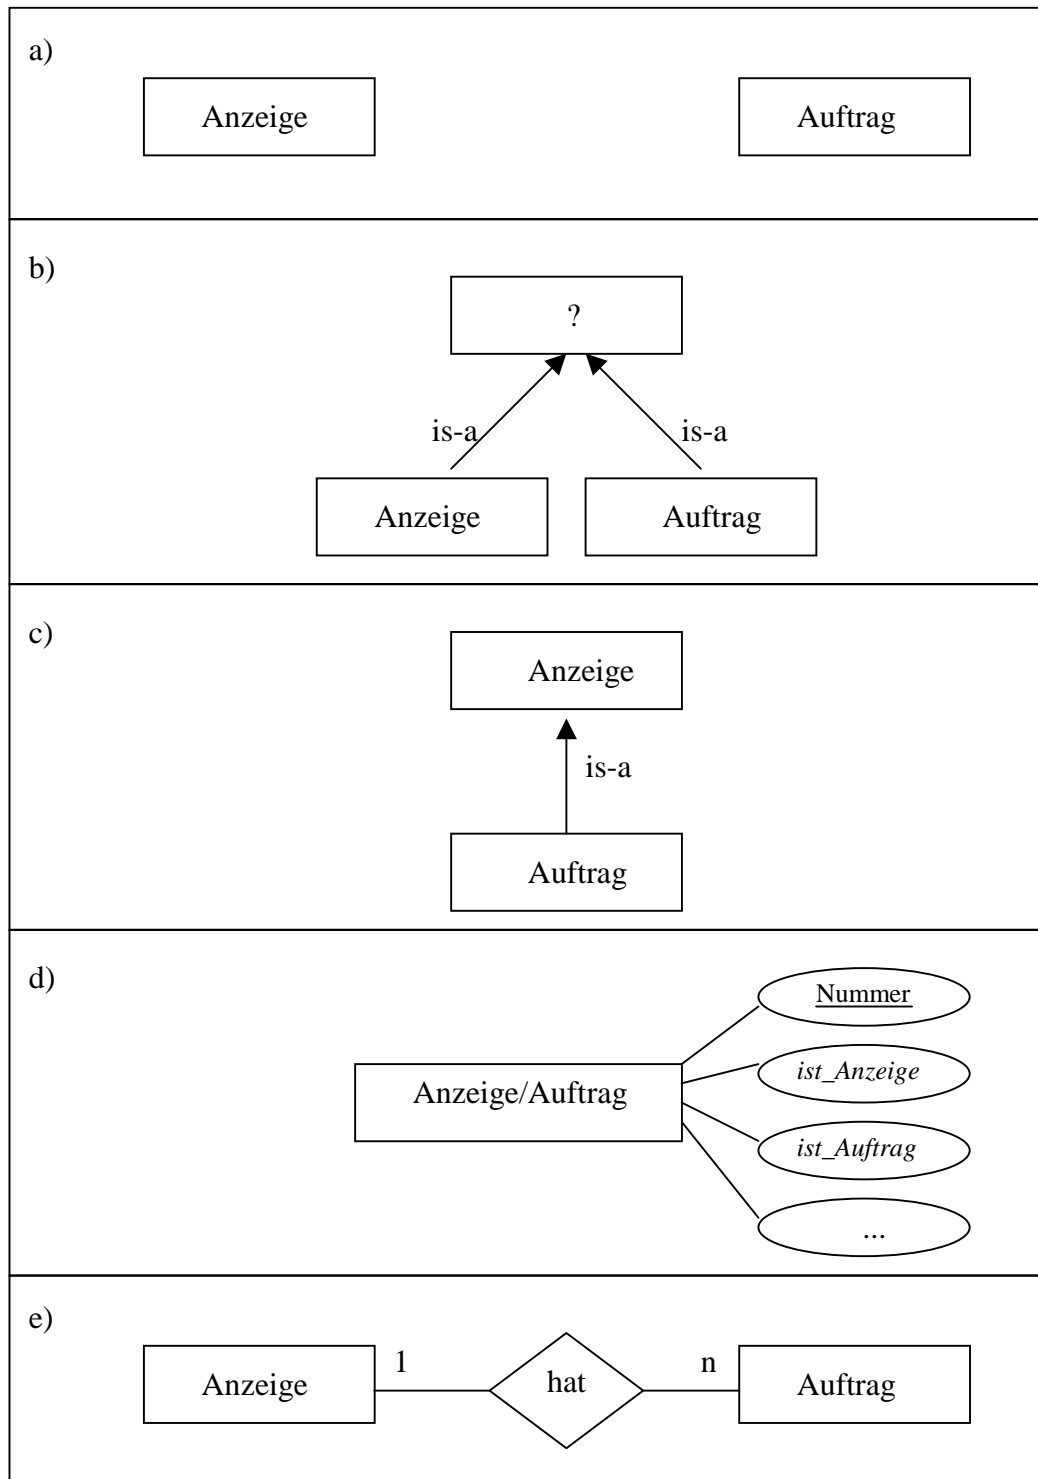 a)
Anzeige Auftrag
b)
?
is-a is-a
Anzeige Auftrag
c)
Anzeige
is-a
Auftrag
d)
Nummer
ist_Anzeige
Anzeige/Auftrag
ist_Auftrag
...
e)
Anzeige 1 hat n Auftrag